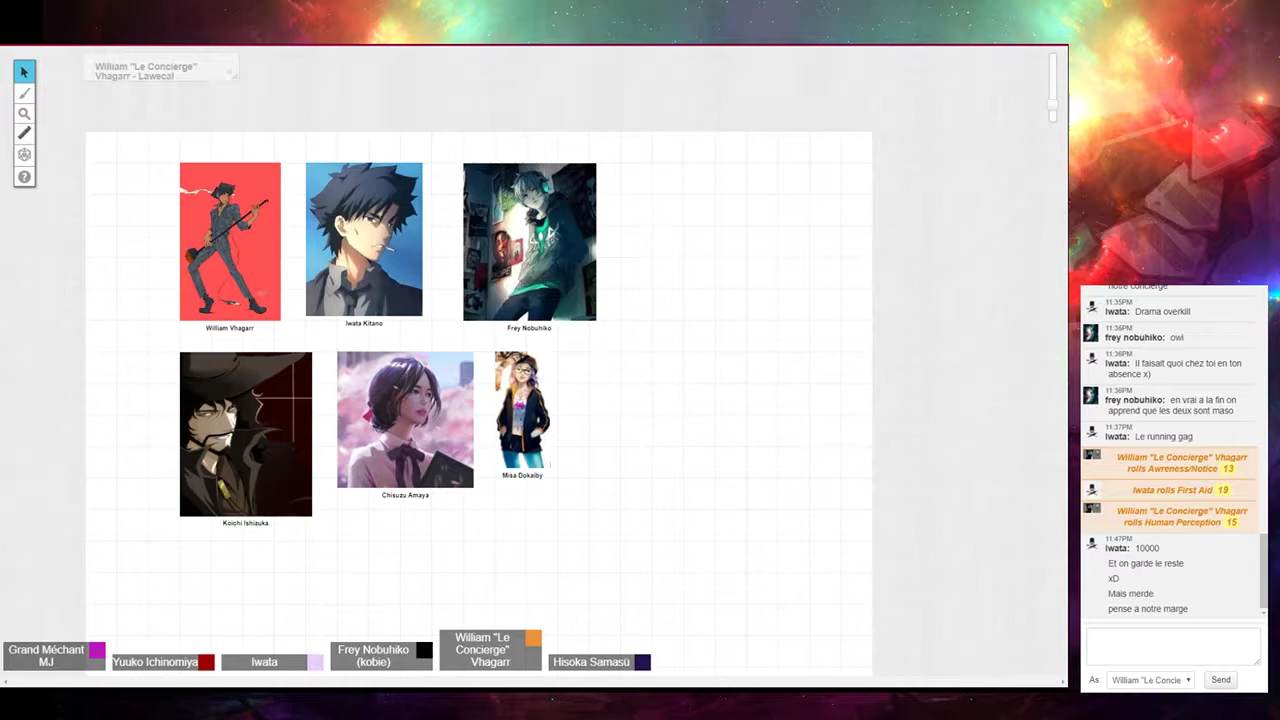 William "Le Concierge"
Vhagarr - Lawecal
William Vhagarr
Iwata Kitano
Frey Nobuhiko
Koichi Ishizuka
Chisuzu Amaya
Misa Dokaiby
Grand Méchant
MJ
Yuuko Ichinomiya
Iwata
Frey Nobuhiko
(kobie)
William "Le
Concierge"
Vhagarr
Hisoka Samasù
notre concierge
11:35PM
Iwata: Drama overkill
11:36PM
frey nobuhiko: owi
11:36PM
Iwata: Il faisait quoi chez toi en ton
absence x)
11:36PM
frey nobuhiko: en vrai a la fin on
apprend que les deux sont maso
11:37PM
Iwata: Le running gag
William "Le Concierge" Vhagarr
rolls Awreness/Notice 13
Iwata rolls First Aid 19
William "Le Concierge" Vhagarr
rolls Human Perception 15
11:47PM
Iwata: 10000
Et on garde le reste
xD
Mais merde
pense a notre marge
As: William "Le Concie
Send